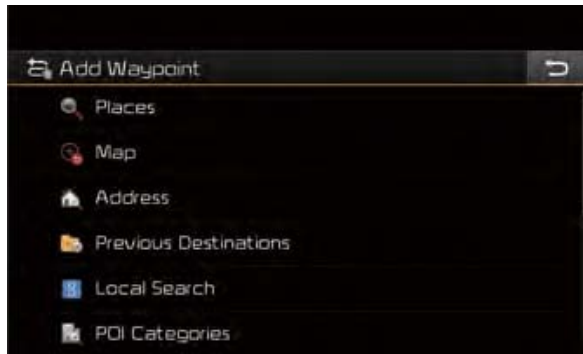 Add Waypoint
Places
Map
Address
Previous Destinations
Local Search
POI Categories